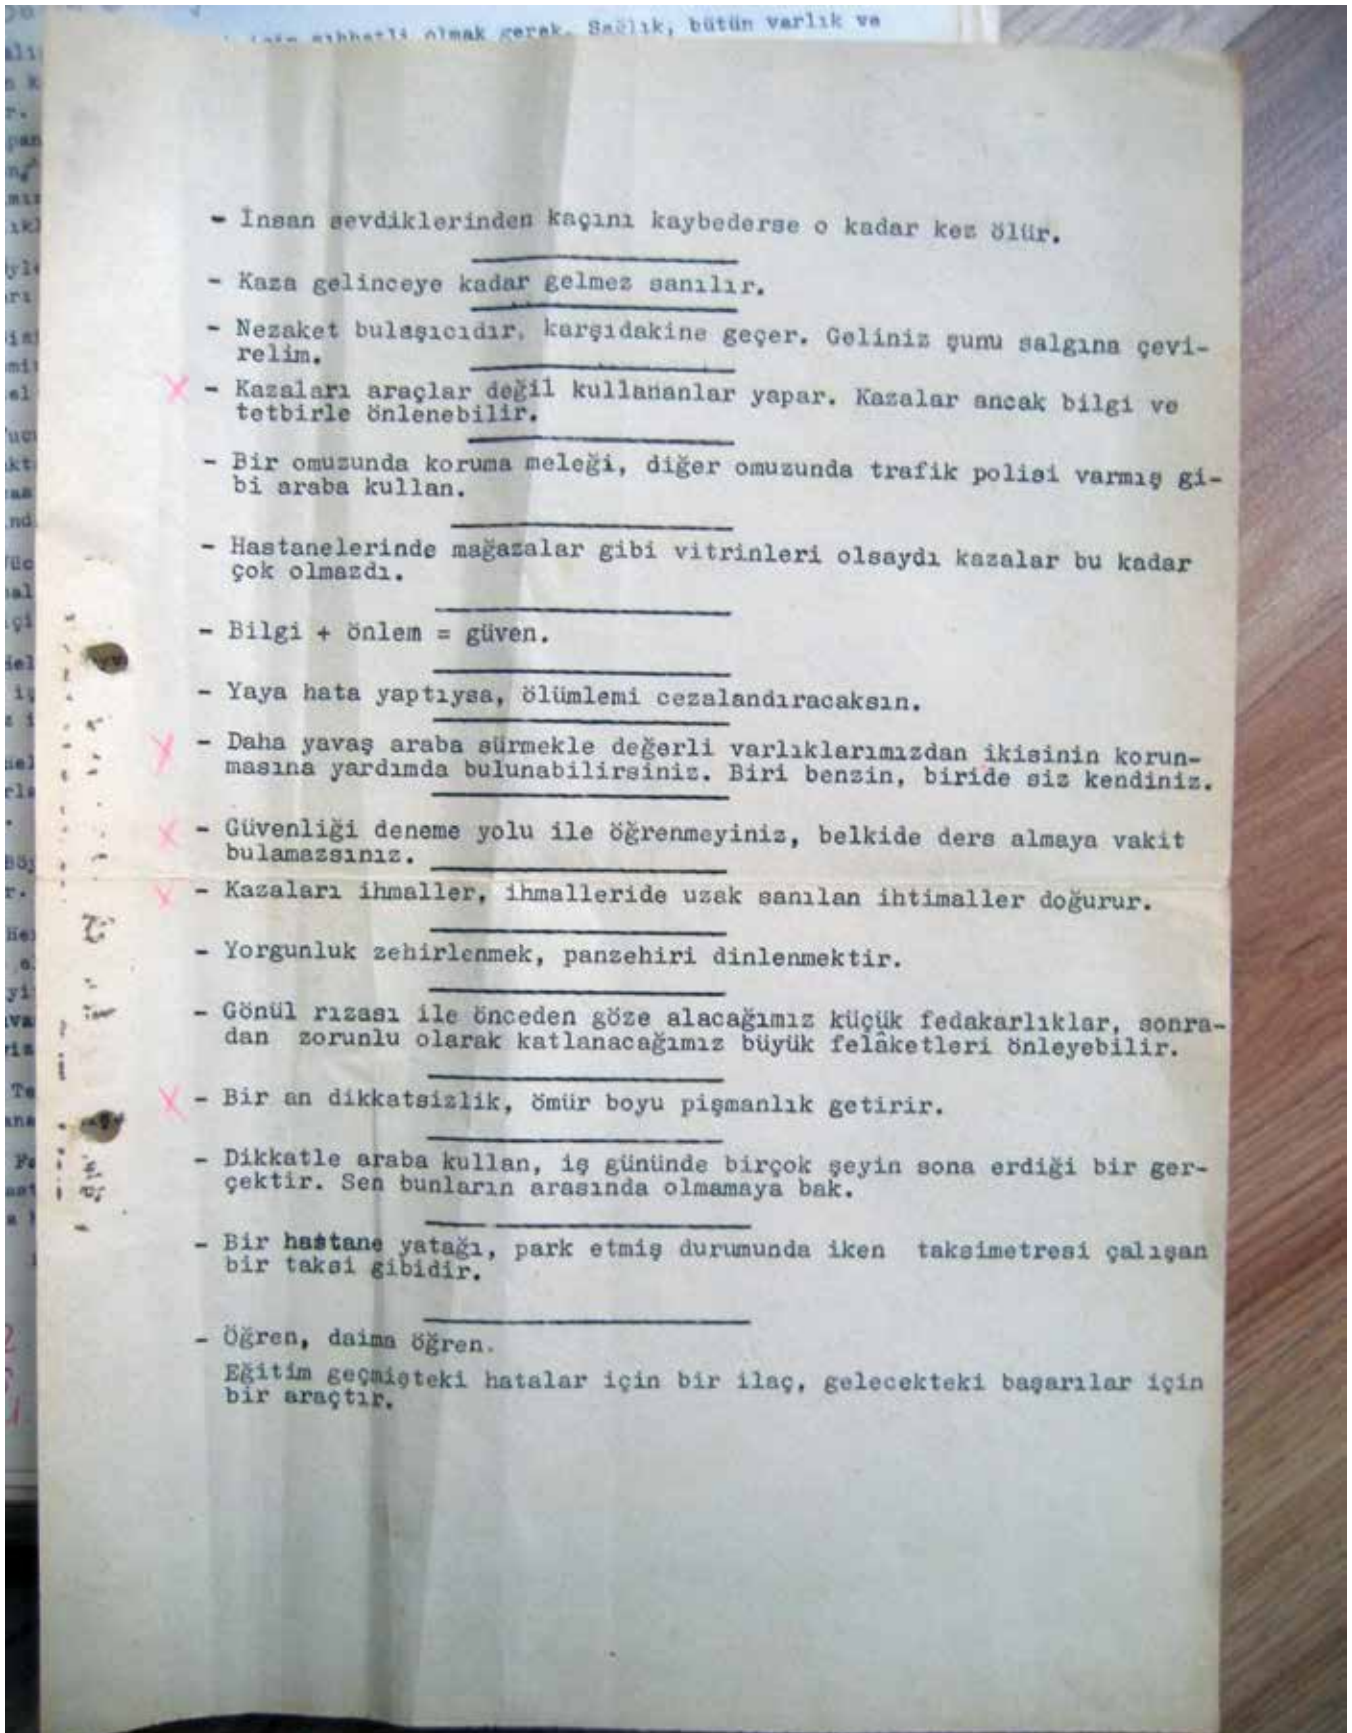 sıhhatli olmak gerek. Sağlık, bütün varlık ve
- İnsan sevdiklerinden kaçını kaybederse o kadar kez ölür.
- Kaza gelinceye kadar gelmez sanılır.
- Nezaket bulaşıcıdır, karşıdakine geçer. Geliniz şunu salgına çevi-
relim.
X - Kazaları araçlar değil kullananlar yapar. Kazalar ancak bilgi ve
tetbirle önlenebilir.
- Bir omuzunda koruma meleği, diğer omuzunda trafik polisi varmış gi-
bi araba kullan.
- Hastanelerinde mağazalar gibi vitrinleri olsaydı kazalar bu kadar
çok olmazdı.
- Bilgi + önlem = güven.
- Yaya hata yaptıysa, ölümlemi cezalandıracaksın.
X - Daha yavaş araba sürmekle değerli varlıklarımızdan ikisinin korun-
masına yardımda bulunabilirsiniz. Biri benzin, biride siz kendiniz.
X - Güvenliği deneme yolu ile öğrenmeyiniz, belkide ders almaya vakit
bulamazsınız.
X - Kazaları ihmaller, ihmalleride uzak sanılan ihtimaller doğurur.
- Yorgunluk zehirlenmek, panzehiri dinlenmektir.
- Gönül rızası ile önceden göze alacağımız küçük fedakarlıklar, sonra-
dan zorunlu olarak katlanacağımız büyük felâketleri önleyebilir.
X - Bir an dikkatsizlik, ömür boyu pişmanlık getirir.
- Dikkatle araba kullan, iş gününde birçok şeyin sona erdiği bir ger-
çektir. Sen bunların arasında olmamaya bak.
- Bir hastane yatağı, park etmiş durumunda iken taksimetresi çalışan
bir taksi gibidir.
- Öğren, daima öğren.
Eğitim geçmişteki hatalar için bir ilaç, gelecekteki başarılar için
bir araçtır.